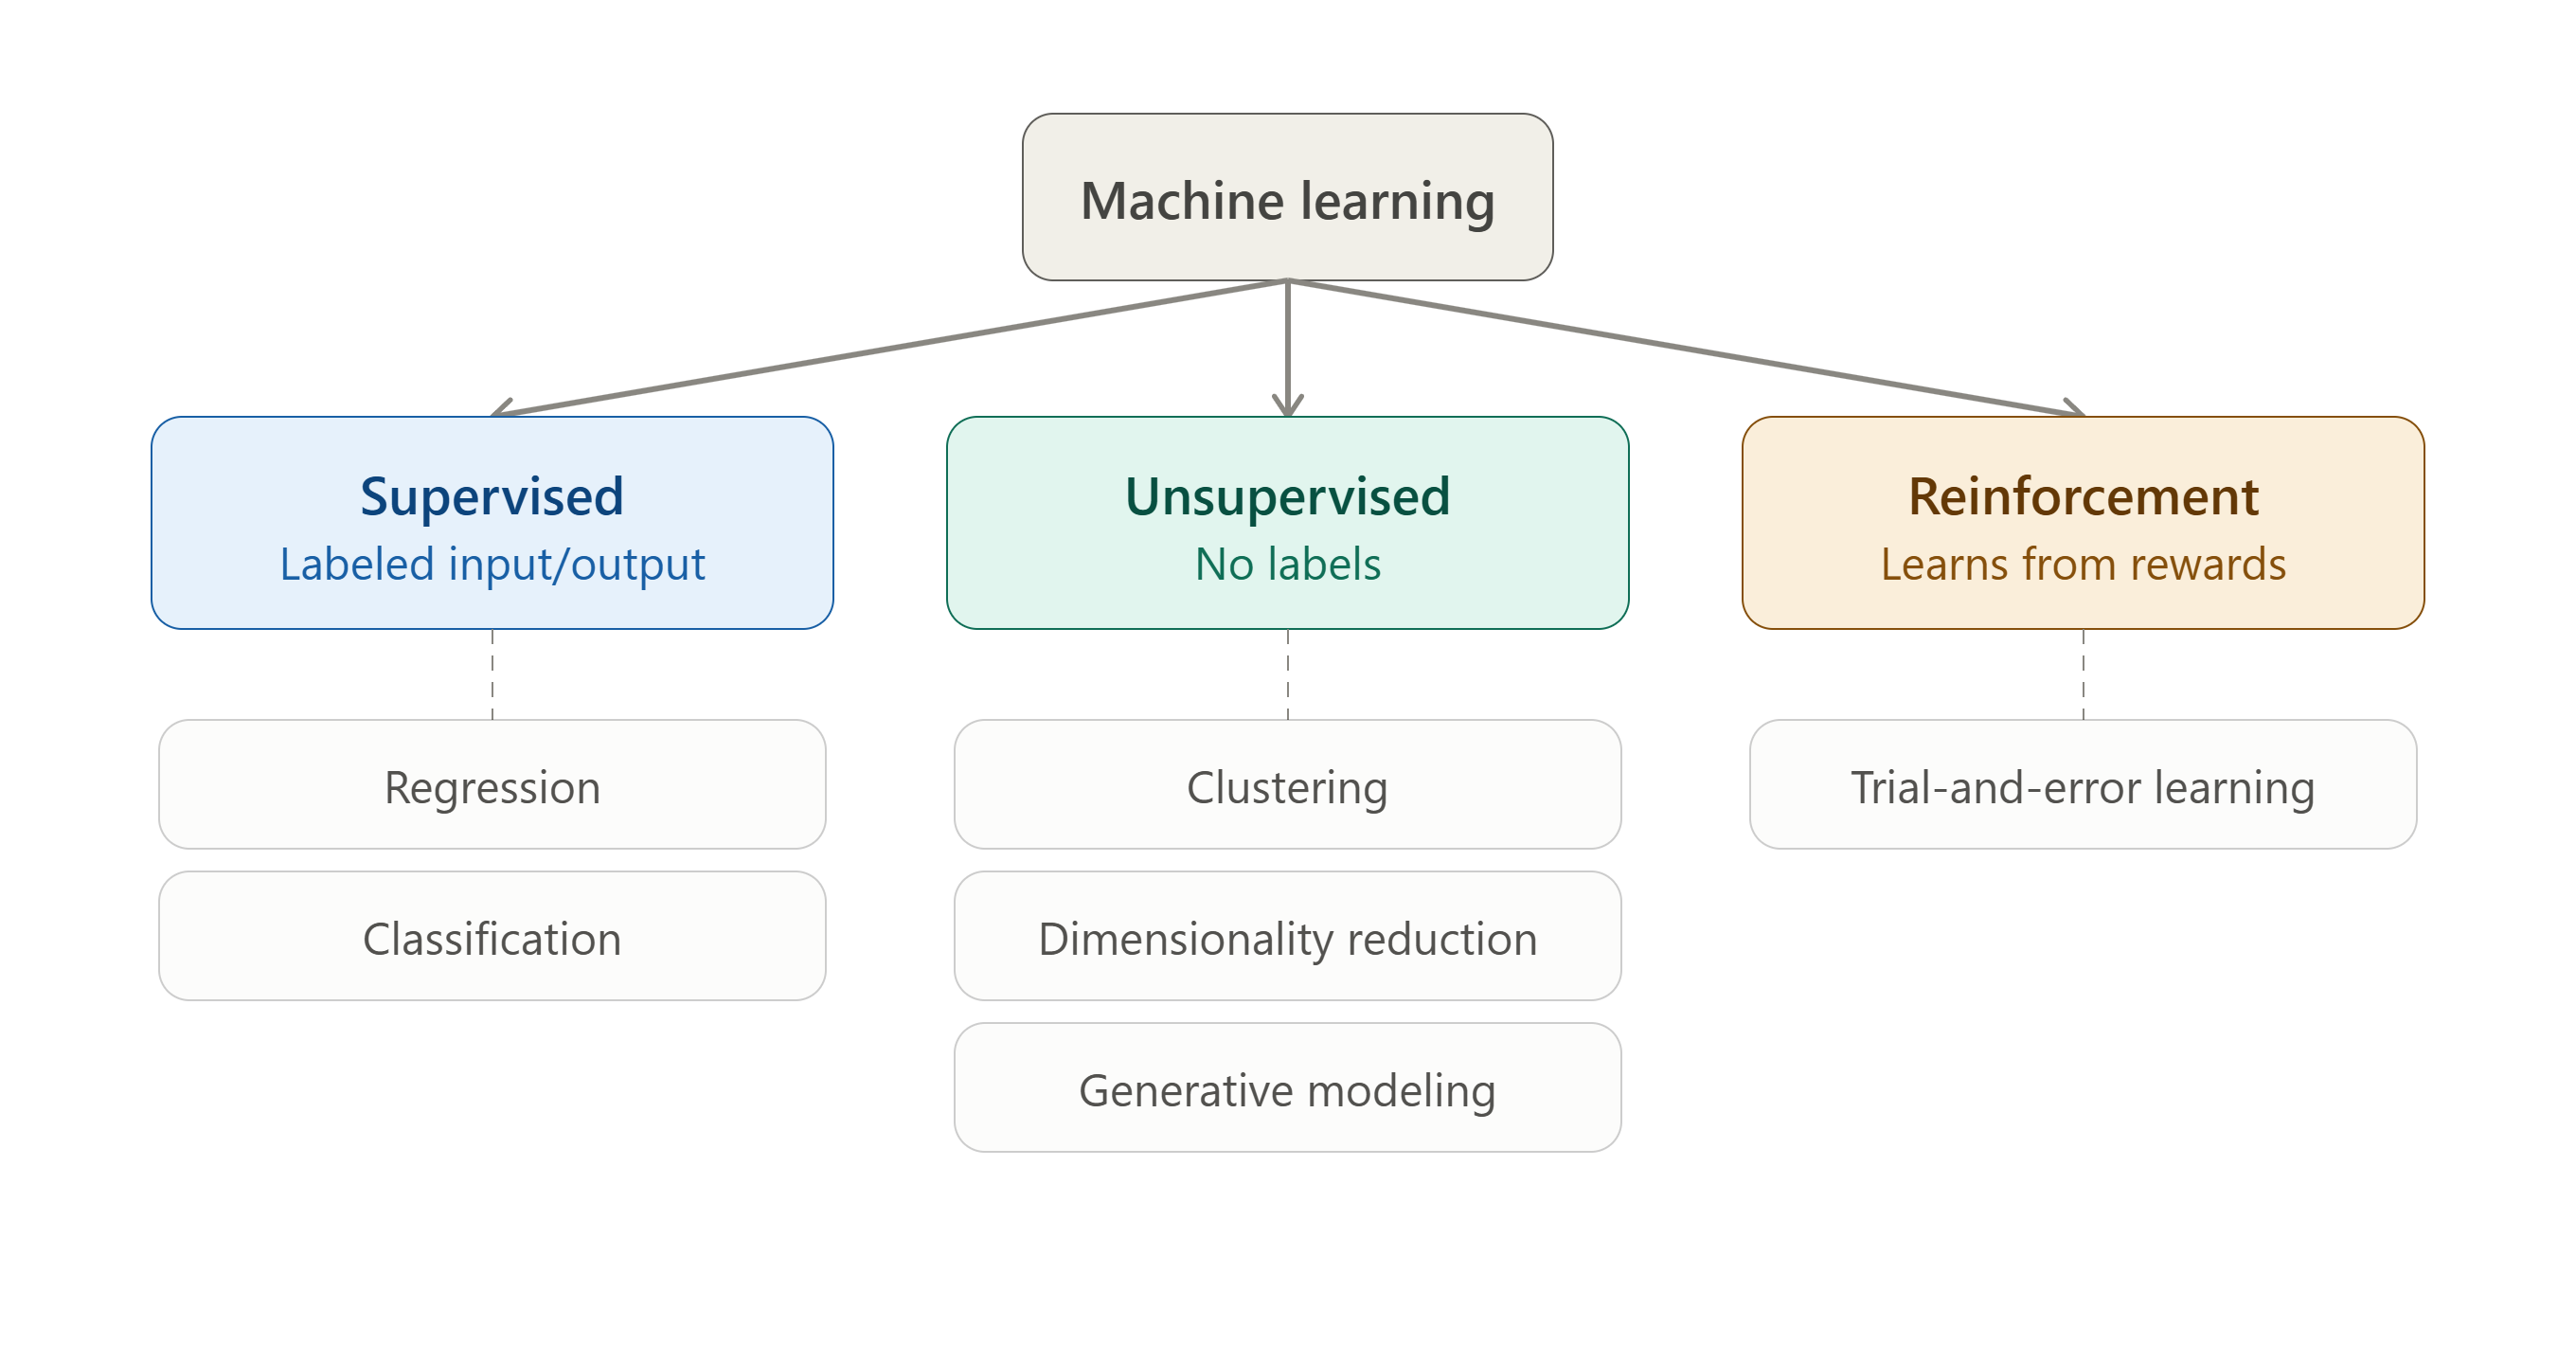 Machine learning
Supervised
Labeled input/output
Unsupervised
No labels
Reinforcement
Learns from rewards
Regression
Classification
Clustering
Dimensionality reduction
Generative modeling
Trial-and-error learning